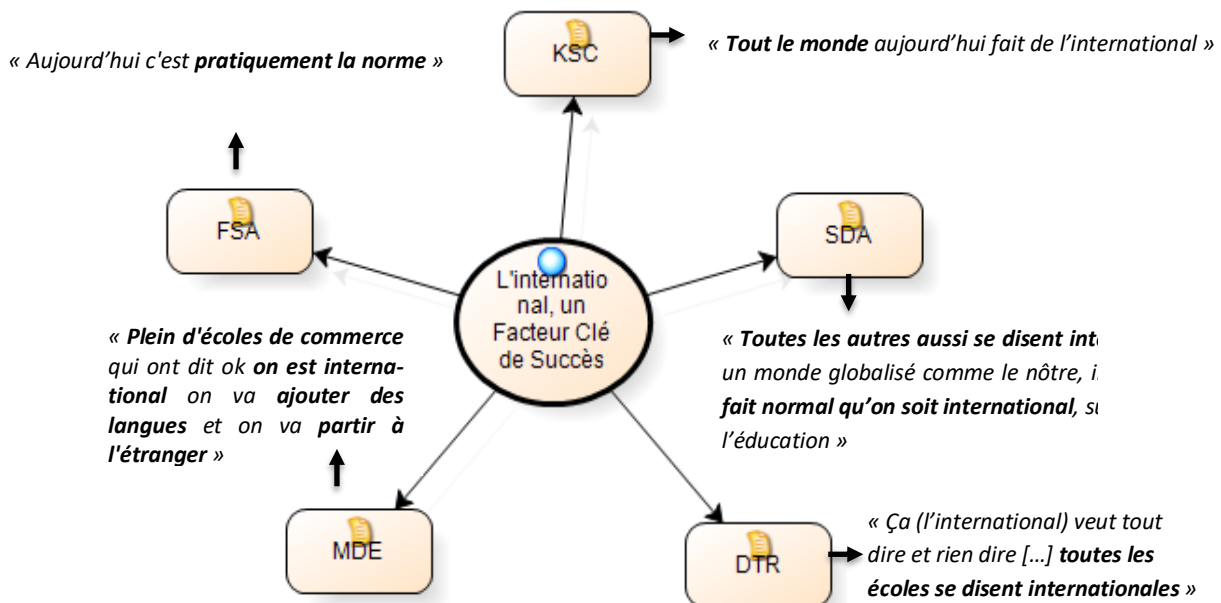 KSC
« Tout le monde aujourd'hui fait de l'international »
« Aujourd'hui c'est pratiquement la norme »
FSA
SDA
L'internatio
nal, un
Facteur Clé
de Succès
« Plein d'écoles de commerce
qui ont dit ok on est interna-
tional on va ajouter des
langues et on va partir à
l'étranger »
« Toutes les autres aussi se disent
un monde globalisé comme le nôtre,
fait normal qu'on soit international,
l'éducation »
MDE
DTR
« Ça (l'international) veut tout
dire et rien dire […] toutes les
écoles se disent internationales »